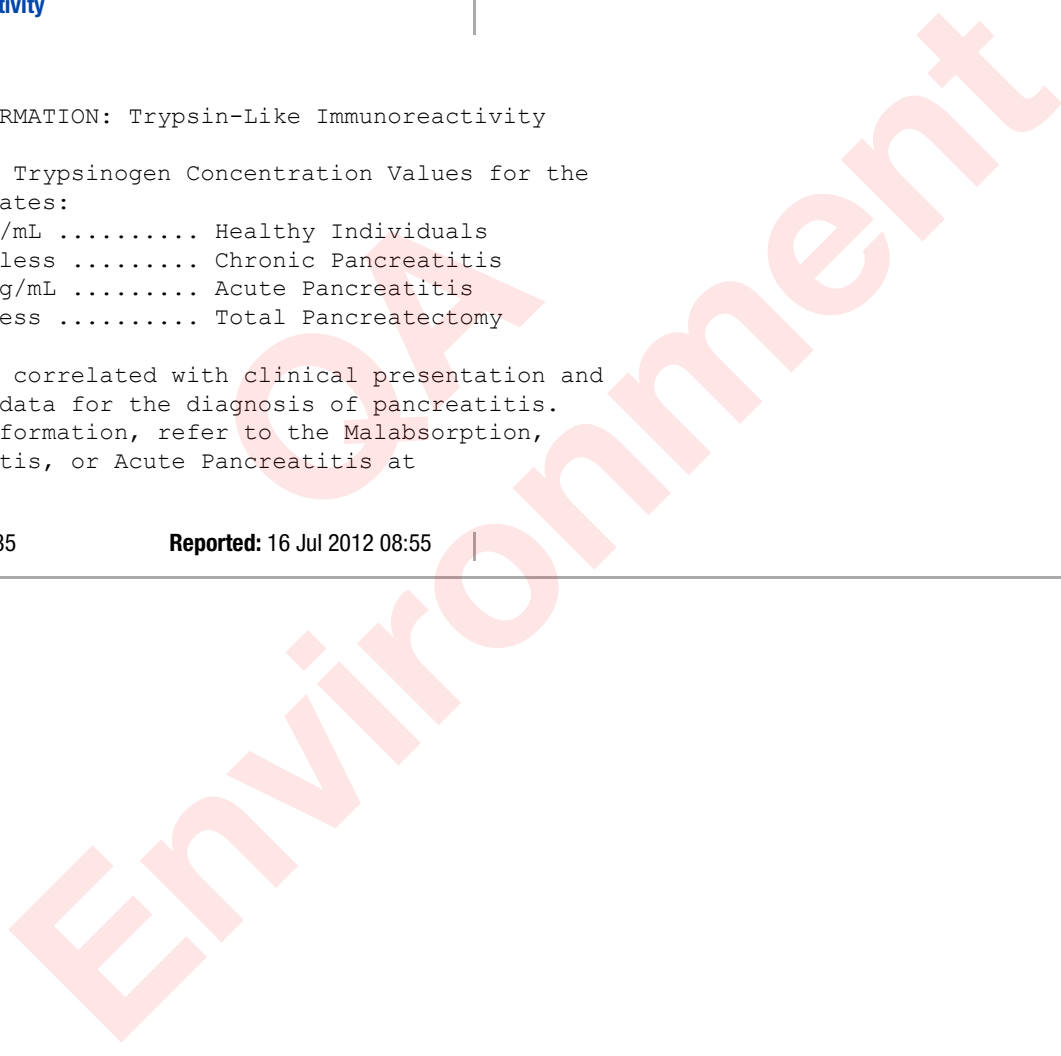 tivity
RMATION: Trypsin-Like Immunoreactivity
Trypsinogen Concentration Values for the
ates:
/mL .......... Healthy Individuals
less ......... Chronic Pancreatitis
g/mL ......... Acute Pancreatitis
ess .......... Total Pancreatectomy
correlated with clinical presentation and
data for the diagnosis of pancreatitis.
formation, refer to the Malabsorption,
tis, or Acute Pancreatitis at
35 Reported: 16 Jul 2012 08:55
QA
Environment